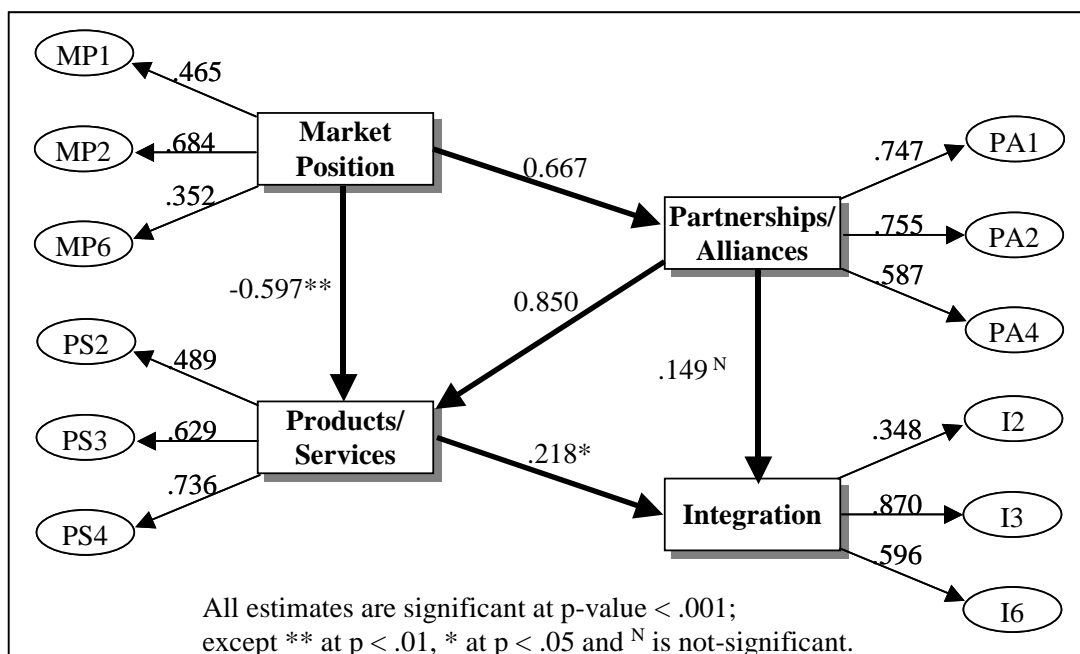 MP1
.465
MP2
.684
MP6
.352
Market
Position
0.667
.747
PA1
Partnerships/
Alliances
.755
PA2
.587
PA4
-0.597**
0.850
.149 N
PS2
.489
PS3
.629
PS4
.736
Products/
Services
.218*
Integration
.348
I2
.870
I3
.596
I6
All estimates are significant at p-value < .001;
except ** at p < .01, * at p < .05 and N is not-significant.